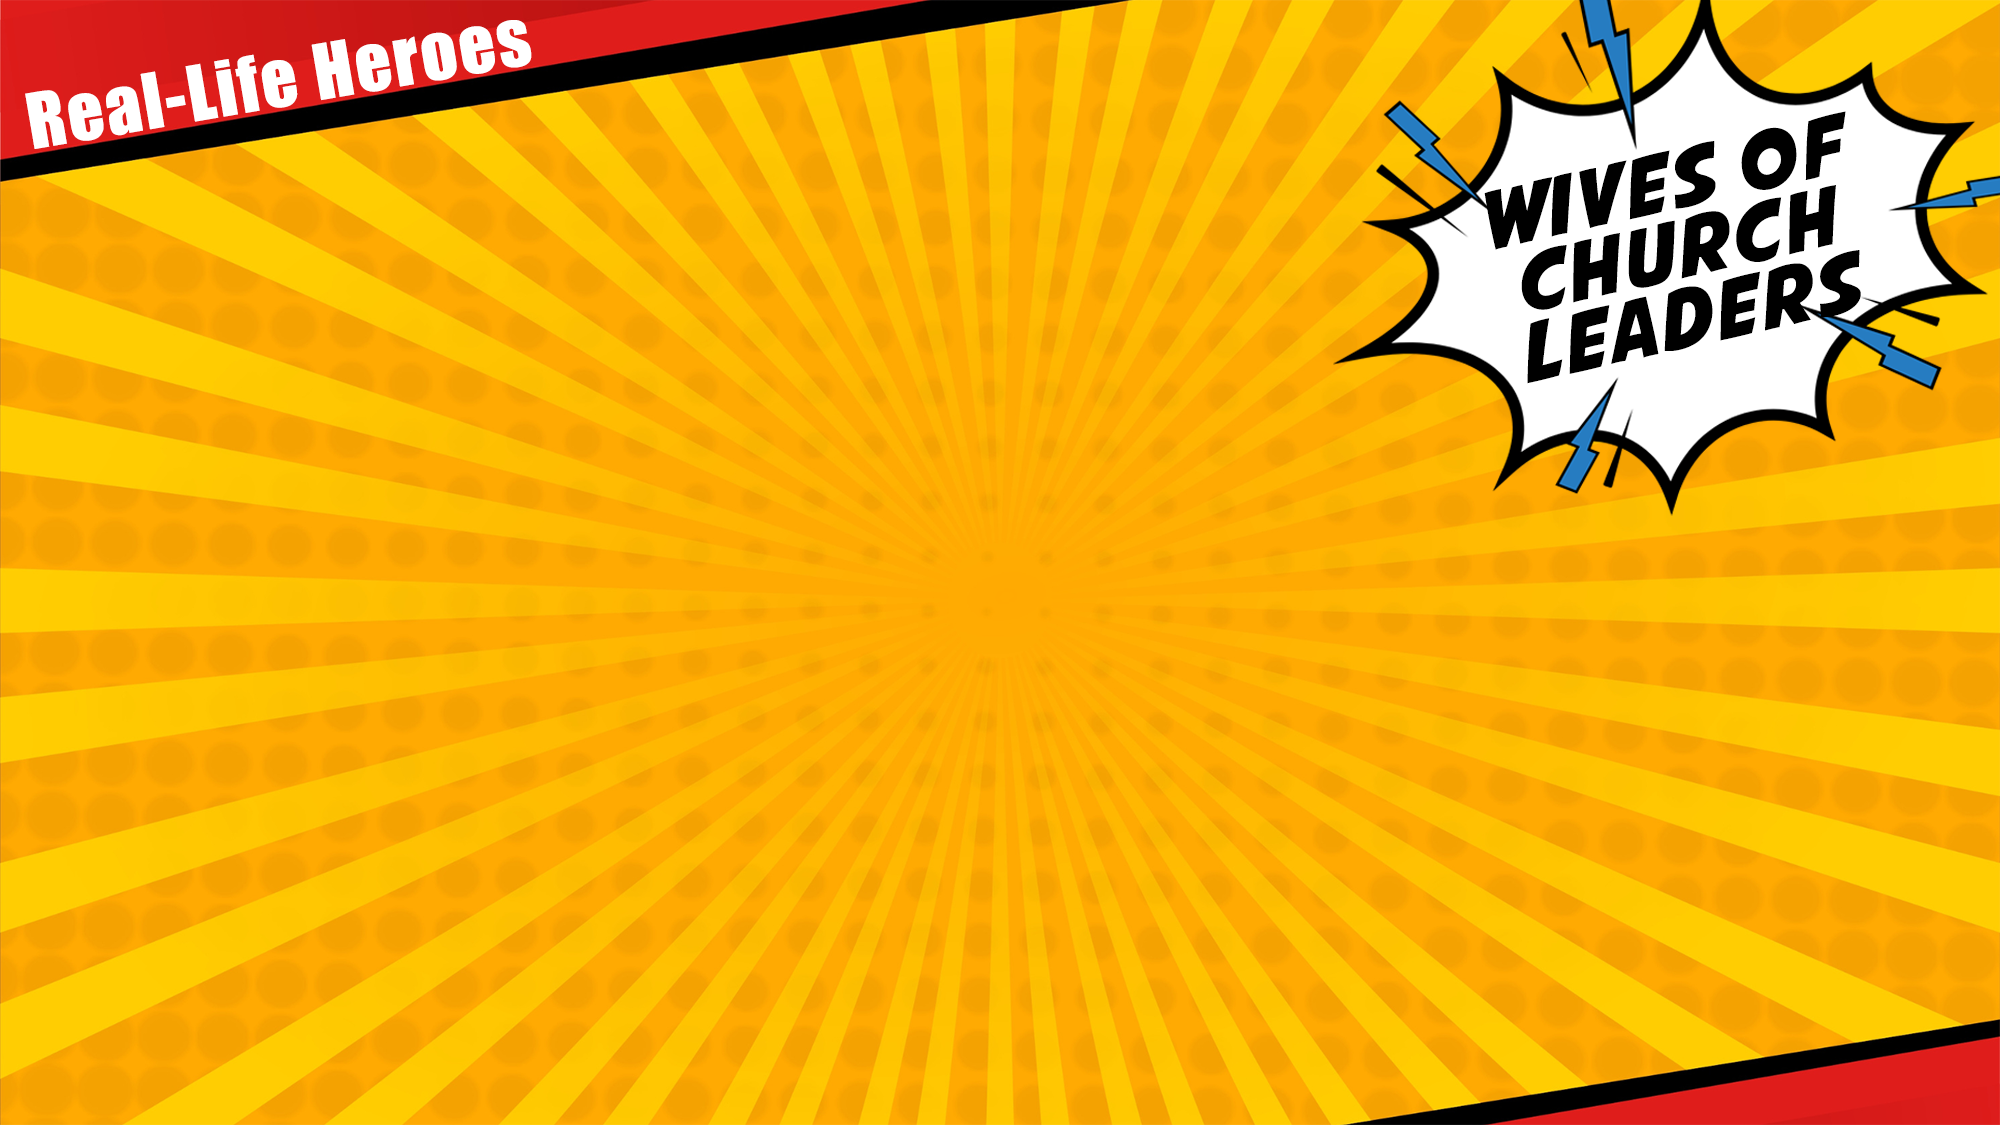 Real-Life Heroes
WIVES OF
CHURCH
LEADERS